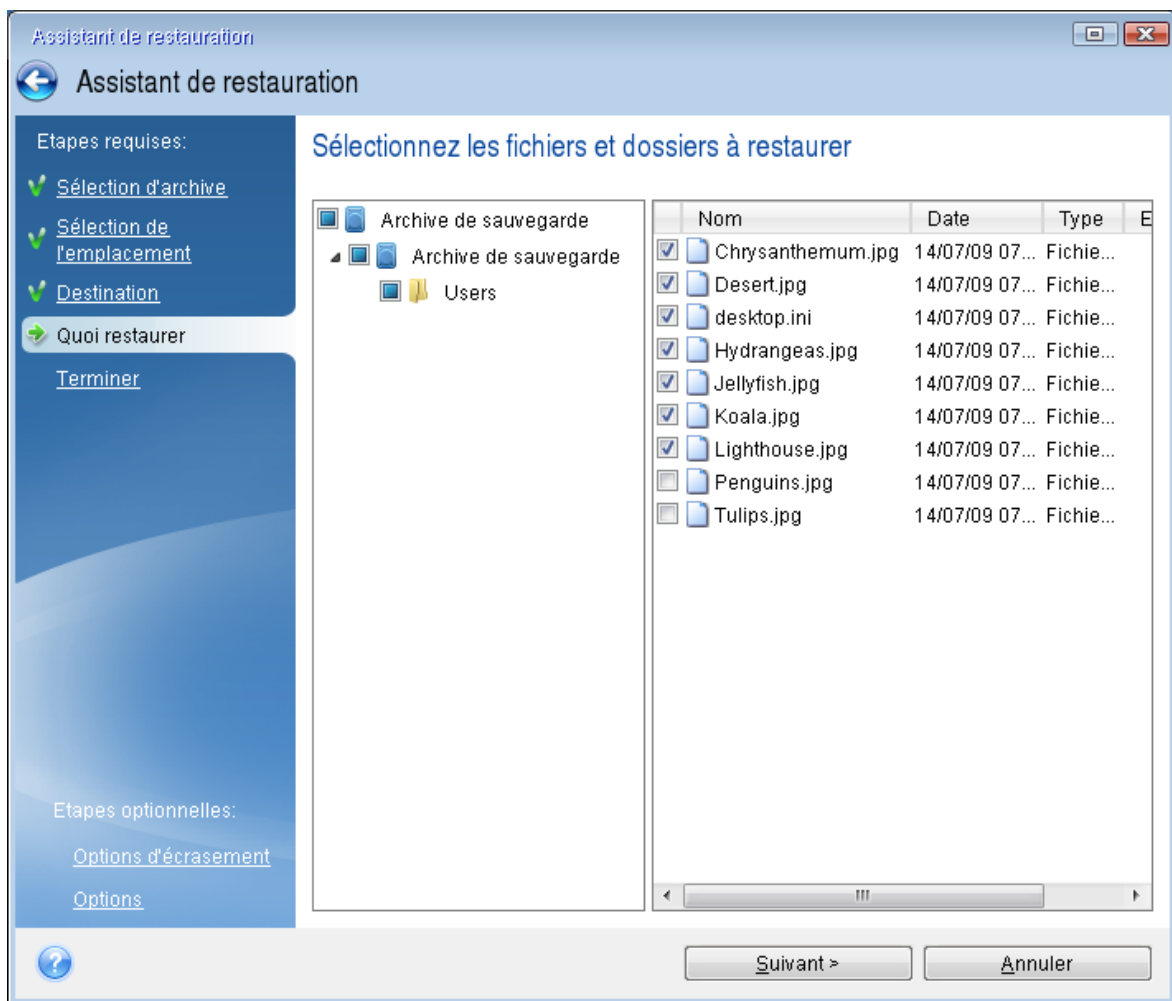 Assistant de restauration
Assistant de restauration
Etapes requises:
Sélection d'archive
Sélection de
l'emplacement
Destination
Quoi restaurer
Terminer
Etapes optionnelles:
Options d'écrasement
Options
Sélectionnez les fichiers et dossiers à restaurer
Archive de sauvegarde
Archive de sauvegarde
Users
Nom Date Type E
Chrysanthemum.jpg 14/07/09 07... Fichie...
Desert.jpg 14/07/09 07... Fichie...
desktop.ini 14/07/09 07... Fichie...
Hydrangeas.jpg 14/07/09 07... Fichie...
Jellyfish.jpg 14/07/09 07... Fichie...
Koala.jpg 14/07/09 07... Fichie...
Lighthouse.jpg 14/07/09 07... Fichie...
Penguins.jpg 14/07/09 07... Fichie...
Tulips.jpg 14/07/09 07... Fichie...
Suivant > Annuler